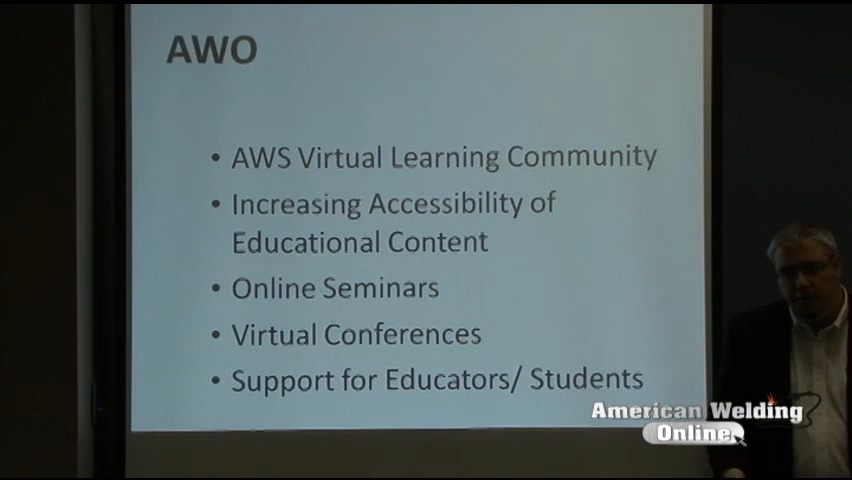 AWO
• AWS Virtual Learning Community
• Increasing Accessibility of
Educational Content
• Online Seminars
• Virtual Conferences
• Support for Educators/ Students
American Welding
Online